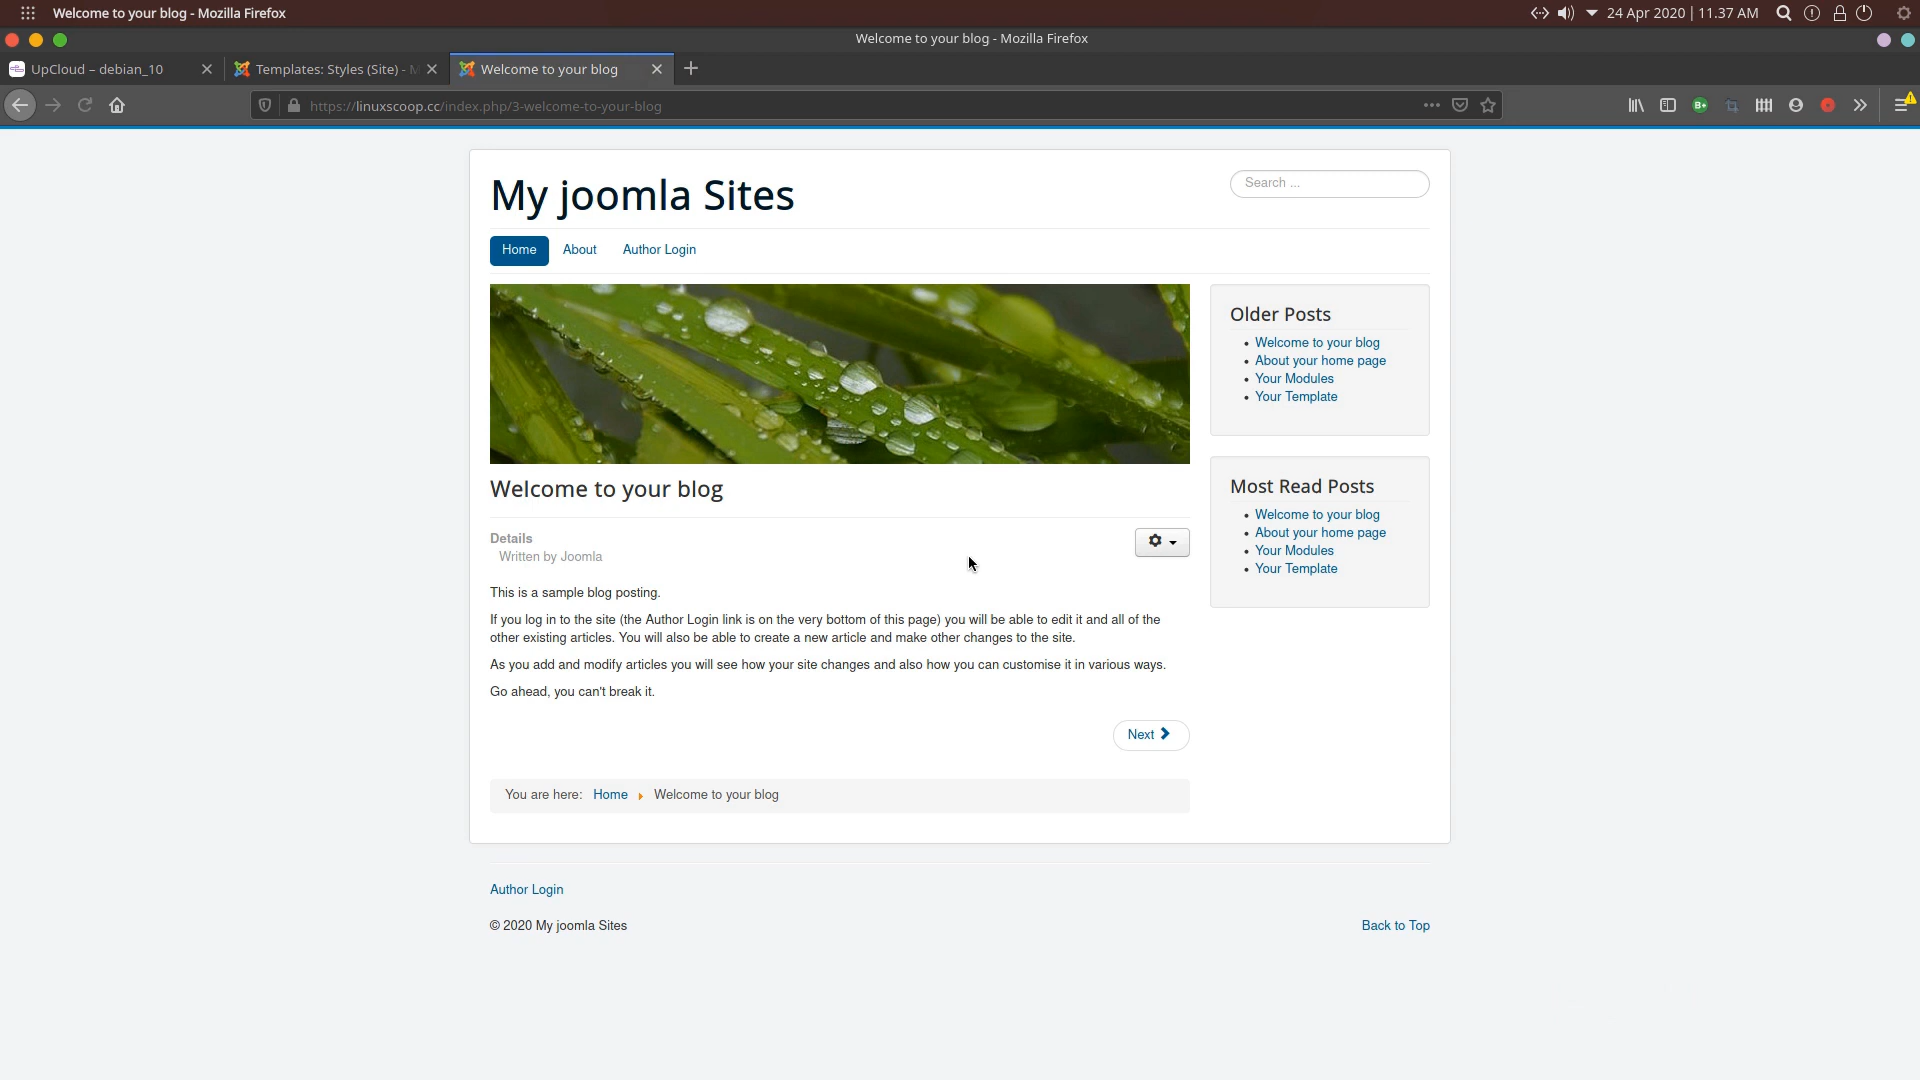 Welcome to your blog - Mozilla Firefox
24 Apr 2020 | 11.37 AM
Welcome to your blog - Mozilla Firefox
UpCloud – debian_10
Templates: Styles (Site) -
Welcome to your blog
https://linuxscoop.cc/index.php/3-welcome-to-your-blog
My joomla Sites
Search ...
Home
About
Author Login
Older Posts
Welcome to your blog
About your home page
Your Modules
Your Template
Welcome to your blog
Most Read Posts
Welcome to your blog
About your home page
Your Modules
Your Template
Details
Written by Joomla
This is a sample blog posting.
If you log in to the site (the Author Login link is on the very bottom of this page) you will be able to edit it and all of the
other existing articles. You will also be able to create a new article and make other changes to the site.
As you add and modify articles you will see how your site changes and also how you can customise it in various ways.
Go ahead, you can't break it.
Next
You are here: Home Welcome to your blog
Author Login
© 2020 My joomla Sites
Back to Top